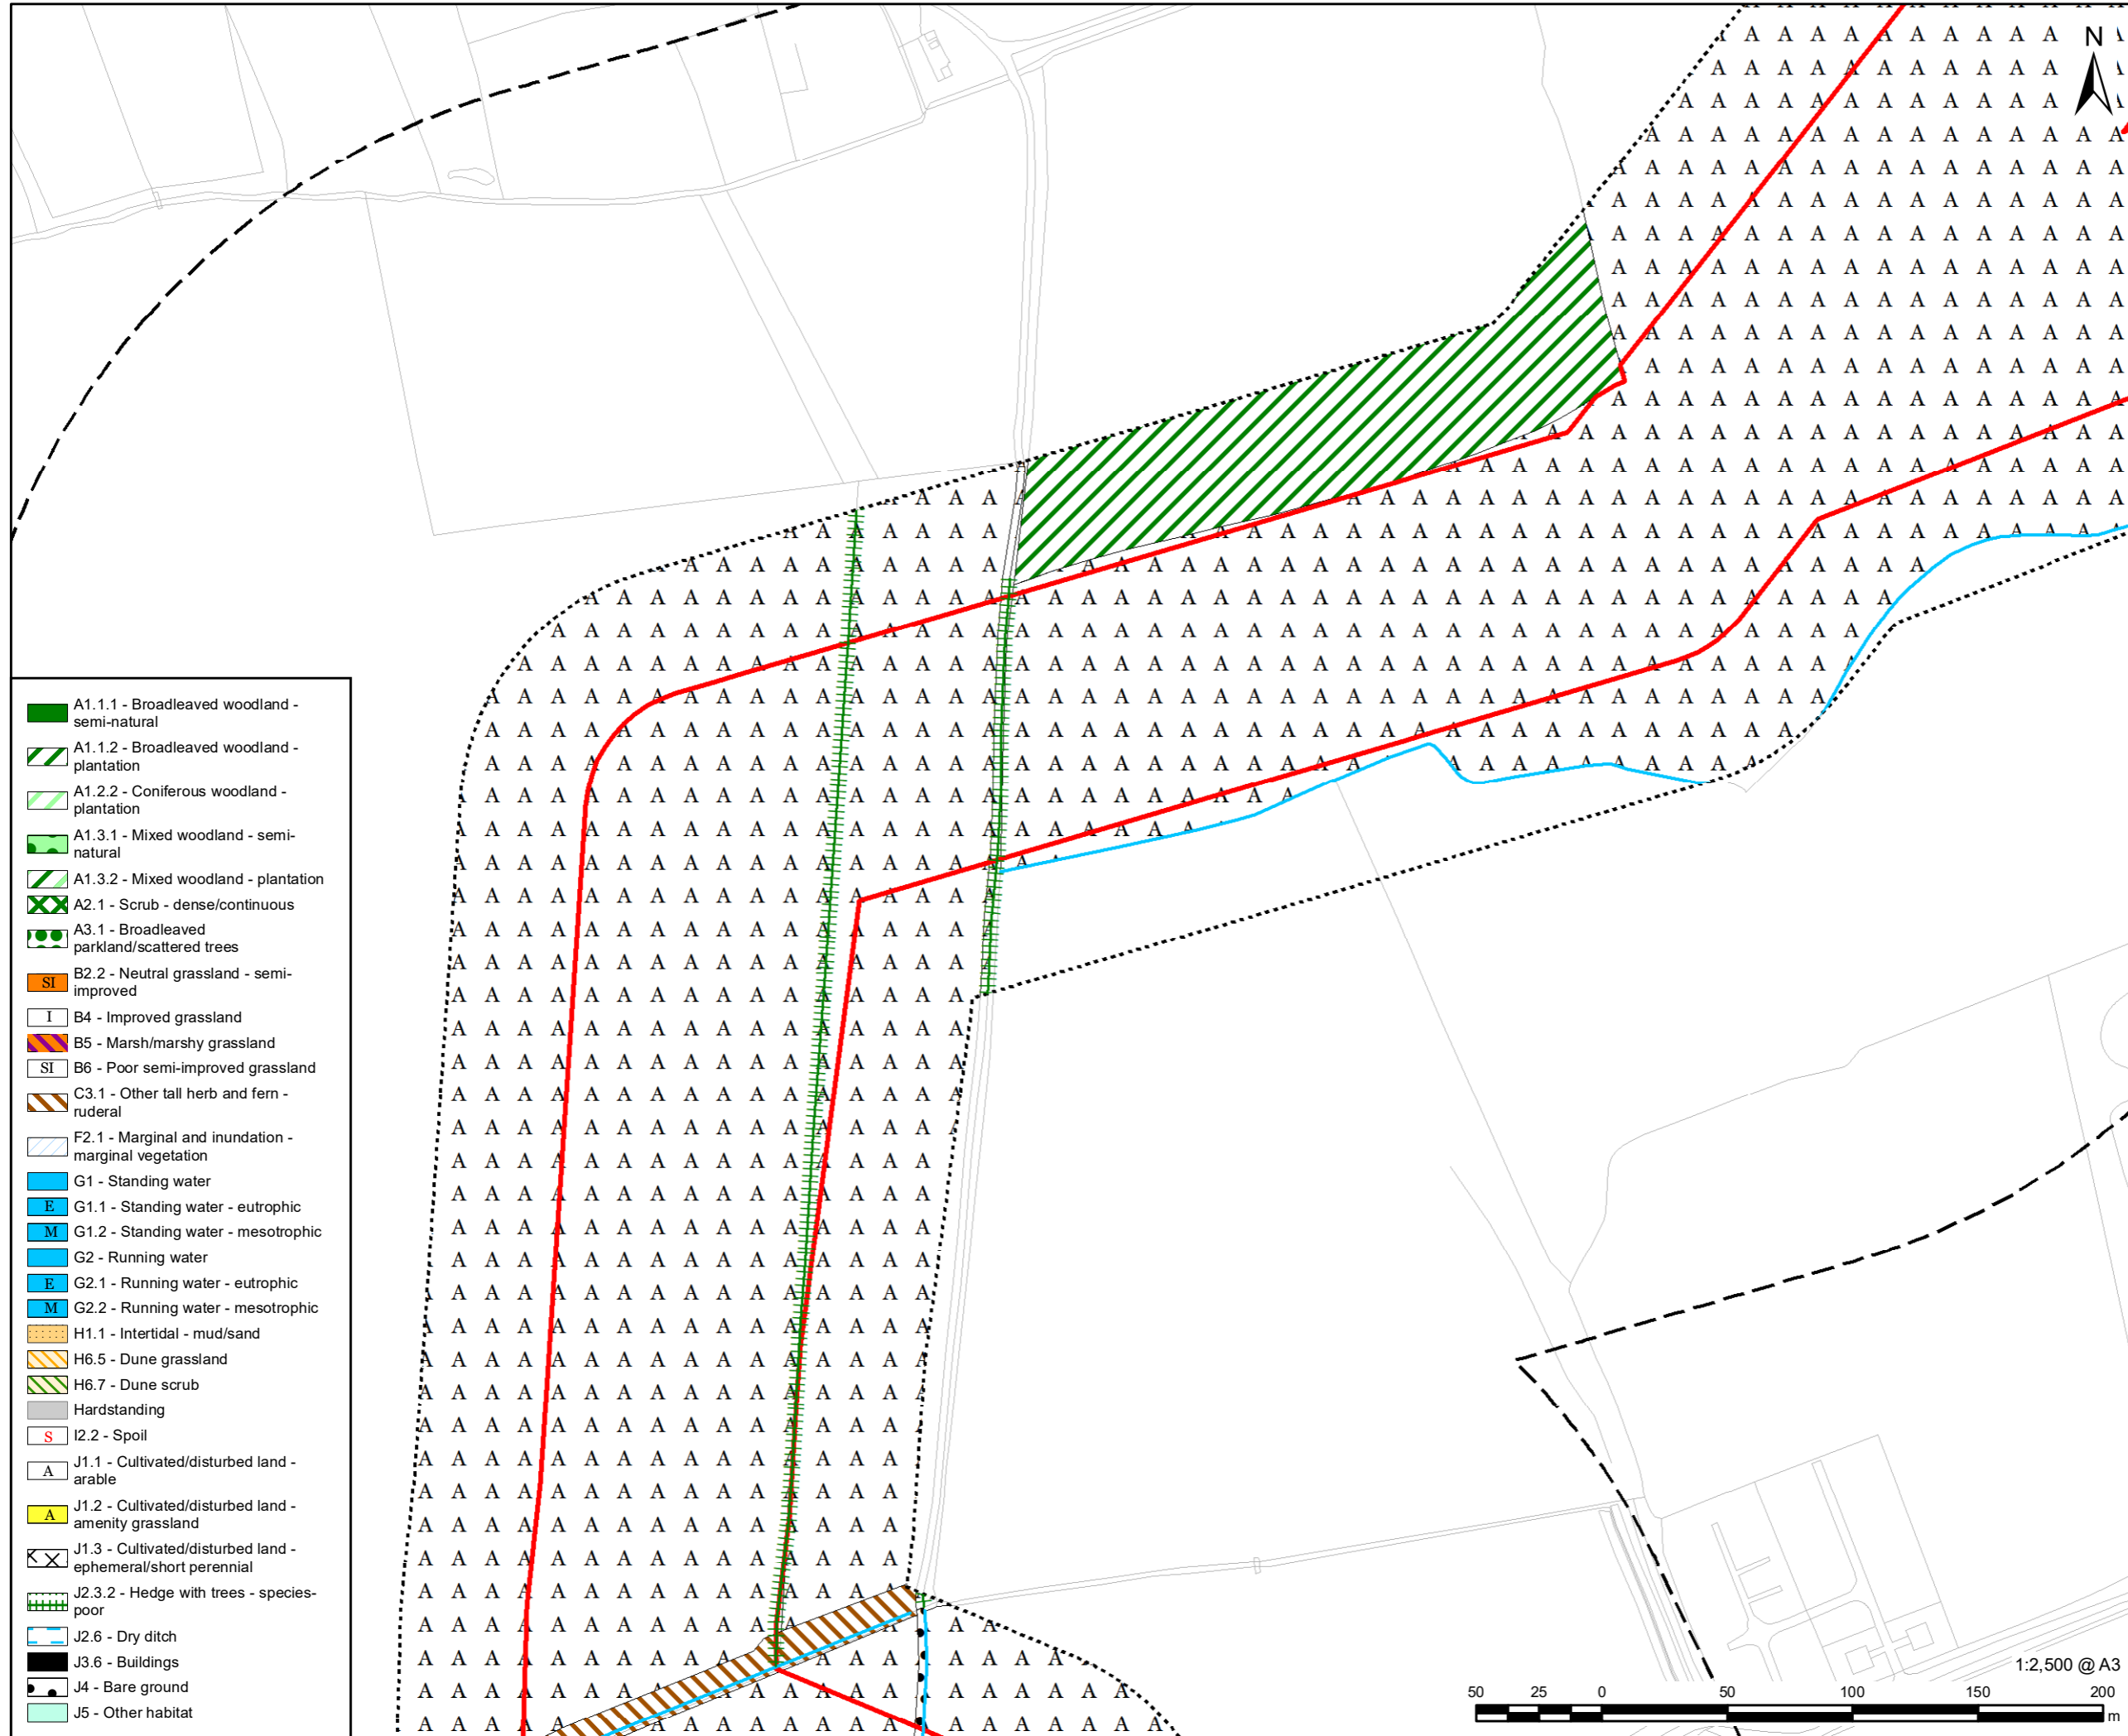 N
A1.1.1 - Broadleaved woodland -
semi-natural
A1.1.2 - Broadleaved woodland -
plantation
A1.2.2 - Coniferous woodland -
plantation
A1.3.1 - Mixed woodland - semi-
natural
A1.3.2 - Mixed woodland - plantation
A2.1 - Scrub - dense/continuous
A3.1 - Broadleaved
parkland/scattered trees
SI B2.2 - Neutral grassland - semi-
improved
I B4 - Improved grassland
B5 - Marsh/marshy grassland
SI B6 - Poor semi-improved grassland
C3.1 - Other tall herb and fern -
ruderal
F2.1 - Marginal and inundation -
marginal vegetation
G1 - Standing water
E G1.1 - Standing water - eutrophic
M G1.2 - Standing water - mesotrophic
G2 - Running water
E G2.1 - Running water - eutrophic
M G2.2 - Running water - mesotrophic
H1.1 - Intertidal - mud/sand
H6.5 - Dune grassland
H6.7 - Dune scrub
Hardstanding
S I2.2 - Spoil
A J1.1 - Cultivated/disturbed land -
arable
A J1.2 - Cultivated/disturbed land -
amenity grassland
J1.3 - Cultivated/disturbed land -
ephemeral/short perennial
J2.3.2 - Hedge with trees - species-
poor
J2.6 - Dry ditch
J3.6 - Buildings
J4 - Bare ground
J5 - Other habitat
1:2,500 @ A3
50 25 0 50 100 150 200
m